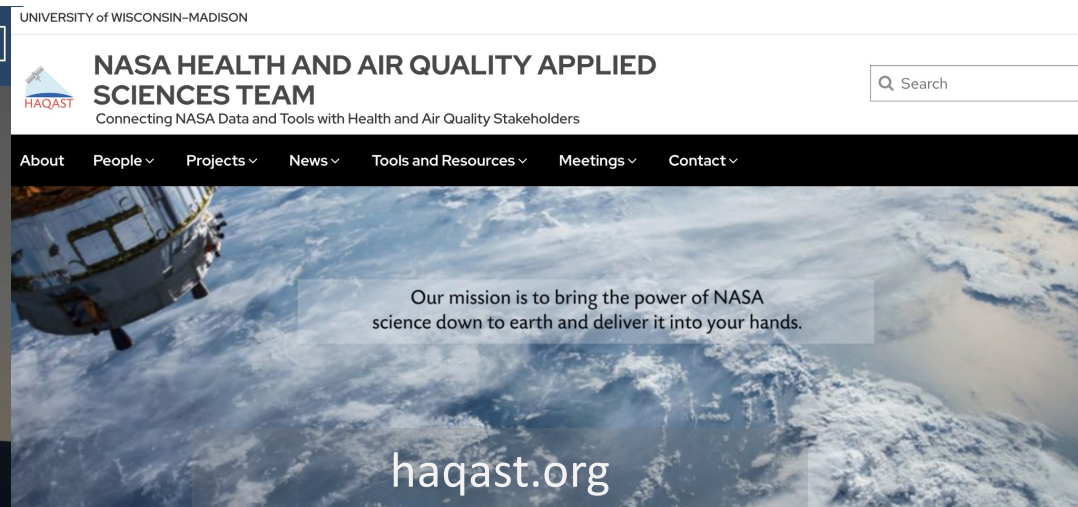 UNIVERSITY of WISCONSIN–MADISON
HAQAST
NASA HEALTH AND AIR QUALITY APPLIED
SCIENCES TEAM
Connecting NASA Data and Tools with Health and Air Quality Stakeholders
Search
About People Projects News Tools and Resources Meetings Contact
Our mission is to bring the power of NASA
science down to earth and deliver it into your hands.
haqast.org